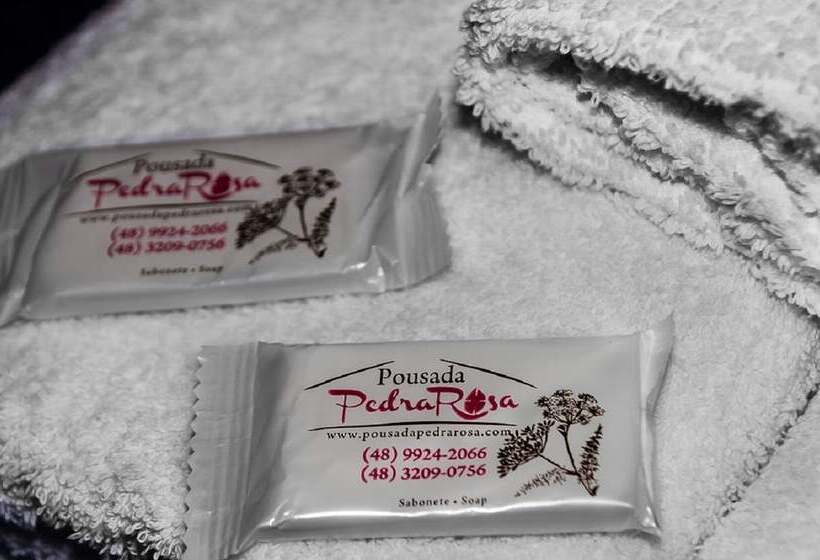 Pousada
PedraRosa
www.pousadapedrarosa.com
(48) 9924-2066
(48) 3209-0756
Sabonete • Soap
Pousada
PedraRosa
www.pousadapedrarosa.com
(48) 9924-2066
(48) 3209-0756
Sabonete • Soap